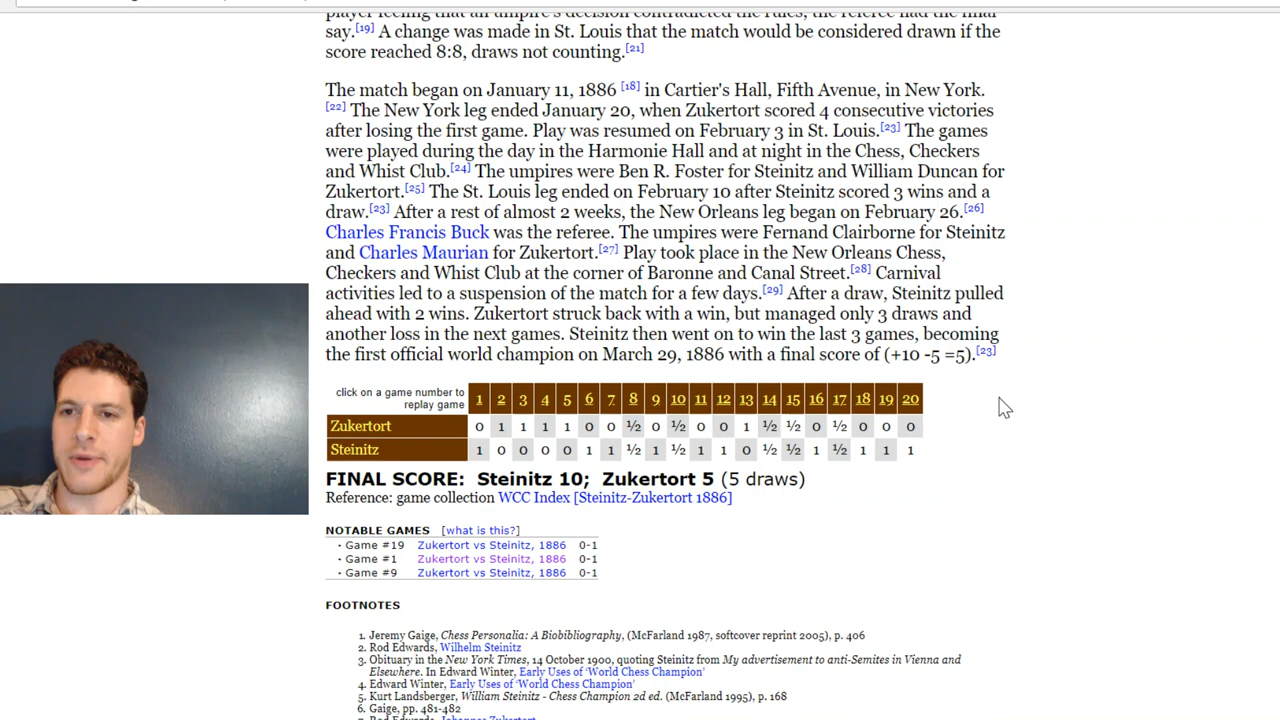 player feeling that an umpire's decision contradicted the rules, the referee had the final
say.[19] A change was made in St. Louis that the match would be considered drawn if the
score reached 8:8, draws not counting.[21]
The match began on January 11, 1886 [18] in Cartier's Hall, Fifth Avenue, in New York.
[22] The New York leg ended January 20, when Zukertort scored 4 consecutive victories
after losing the first game. Play was resumed on February 3 in St. Louis.[23] The games
were played during the day in the Harmonie Hall and at night in the Chess, Checkers
and Whist Club.[24] The umpires were Ben R. Foster for Steinitz and William Duncan for
Zukertort.[25] The St. Louis leg ended on February 10 after Steinitz scored 3 wins and a
draw.[23] After a rest of almost 2 weeks, the New Orleans leg began on February 26.[26]
Charles Francis Buck was the referee. The umpires were Fernand Clairborne for Steinitz
and Charles Maurian for Zukertort.[27] Play took place in the New Orleans Chess,
Checkers and Whist Club at the corner of Baronne and Canal Street.[28] Carnival
activities led to a suspension of the match for a few days.[29] After a draw, Steinitz pulled
ahead with 2 wins. Zukertort struck back with a win, but managed only 3 draws and
another loss in the next games. Steinitz then went on to win the last 3 games, becoming
the first official world champion on March 29, 1886 with a final score of (+10 -5 =5).[23]
click on a game number to
replay game
1 2 3 4 5 6 7 8 9 10 11 12 13 14 15 16 17 18 19 20
Zukertort 0 1 1 1 1 0 0 ½ 0 ½ 0 0 1 ½ ½ 0 ½ 0 0 0
Steinitz 1 0 0 0 0 1 1 ½ 1 ½ 1 1 0 ½ ½ 1 ½ 1 1 1
FINAL SCORE: Steinitz 10; Zukertort 5 (5 draws)
Reference: game collection WCC Index [Steinitz-Zukertort 1886]
NOTABLE GAMES [what is this?]
· Game #19 Zukertort vs Steinitz, 1886 0-1
· Game #1 Zukertort vs Steinitz, 1886 0-1
· Game #9 Zukertort vs Steinitz, 1886 0-1
FOOTNOTES
1. Jeremy Gaige, Chess Personalia: A Biobibliography, (McFarland 1987, softcover reprint 2005), p. 406
2. Rod Edwards, Wilhelm Steinitz
3. Obituary in the New York Times, 14 October 1900, quoting Steinitz from My advertisement to anti-Semites in Vienna and
Elsewhere. In Edward Winter, Early Uses of 'World Chess Champion'
4. Edward Winter, Early Uses of 'World Chess Champion'
5. Kurt Landsberger, William Steinitz - Chess Champion 2d ed. (McFarland 1995), p. 168
6. Gaige, pp. 481-482
7. Rod Edwards, Johannes Zukertort